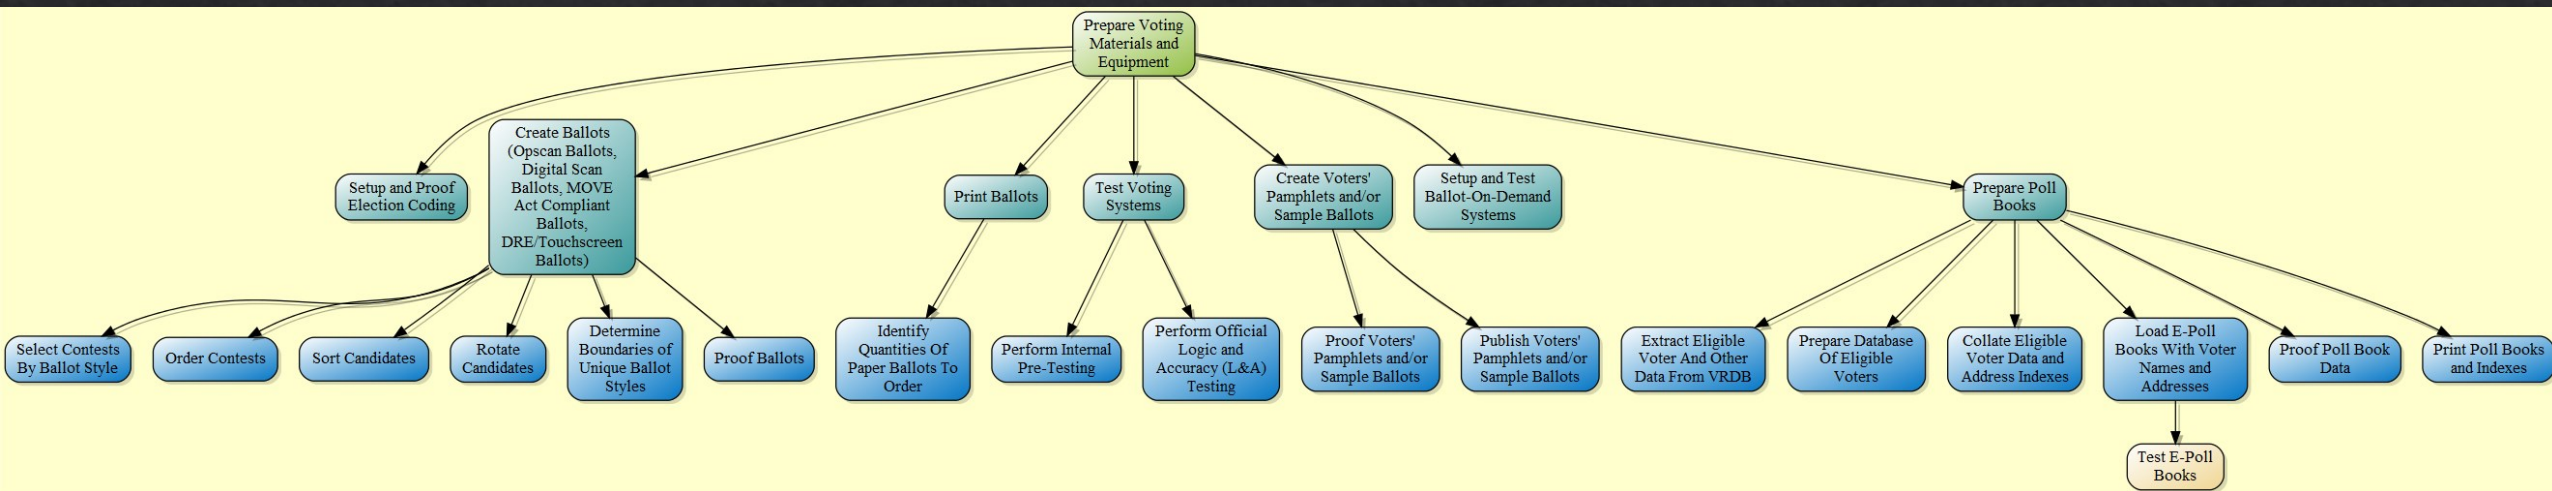 Prepare Voting
Materials and
Equipment
Setup and Proof
Election Coding
Create Ballots
(Opscan Ballots,
Digital Scan
Ballots, MOVE
Act Compliant
Ballots,
DRE/Touchscreen
Ballots)
Print Ballots
Test Voting
Systems
Create Voters'
Pamphlets and/or
Sample Ballots
Setup and Test
Ballot-On-Demand
Systems
Prepare Poll
Books
Select Contests
By Ballot Style
Order Contests
Sort Candidates
Rotate
Candidates
Determine
Boundaries of
Unique Ballot
Styles
Proof Ballots
Identify
Quantities Of
Paper Ballots To
Order
Perform Internal
Pre-Testing
Perform Official
Logic and
Accuracy (L&A)
Testing
Proof Voters'
Pamphlets and/or
Sample Ballots
Publish Voters'
Pamphlets and/or
Sample Ballots
Extract Eligible
Voter And Other
Data From VRDB
Prepare Database
Of Eligible
Voters
Collate Eligible
Voter Data and
Address Indexes
Load E-Poll
Books With Voter
Names and
Addresses
Proof Poll Book
Data
Print Poll Books
and Indexes
Test E-Poll
Books